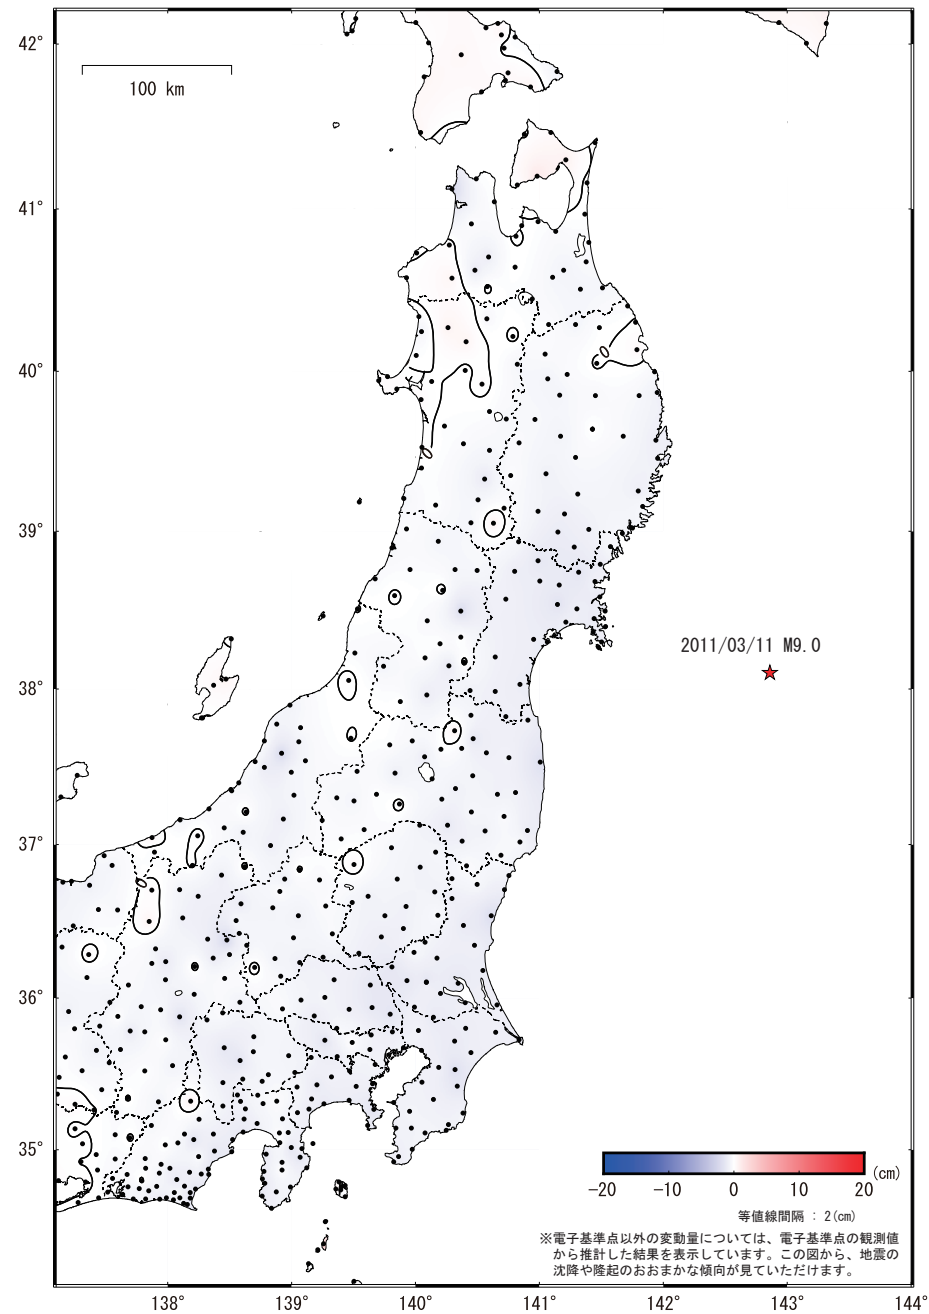 42°
100 km
41°
40°
39°
2011/03/11 M9.0
38°
37°
36°
35°
(cm)
−20 −10 0 10 20
等値線間隔 : 2(cm)
※電子基準点以外の変動量については、電子基準点の観測値
から推計した結果を表示しています。この図から、地震の
沈降や隆起のおおまかな傾向が見ていただけます。
138° 139° 140° 141° 142° 143° 144°